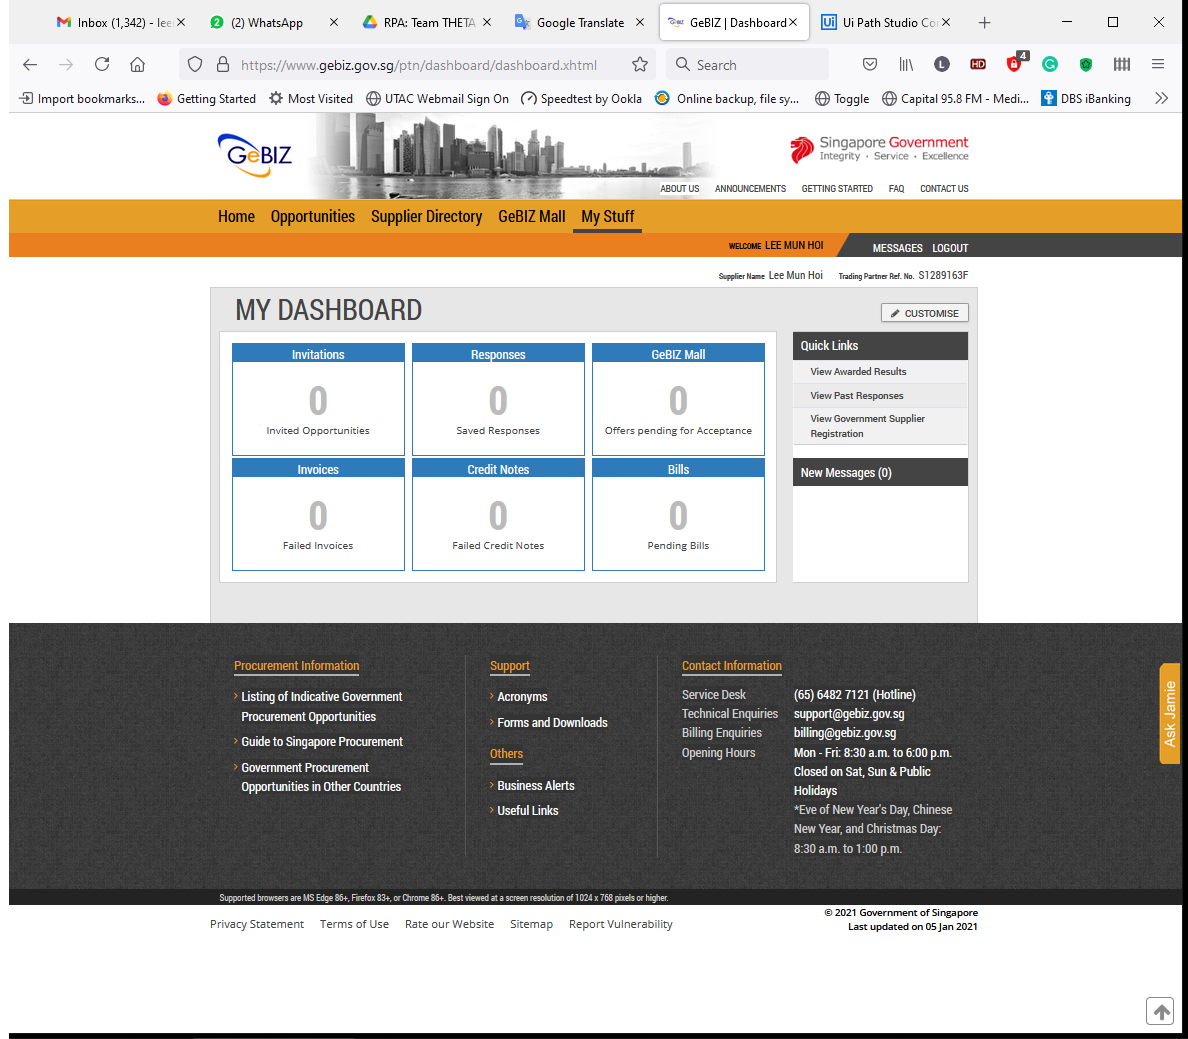 Inbox (1,342) - lee
(2) WhatsApp
RPA: Team THETA
Google Translate
GeBIZ | Dashboard
Ui Path Studio Co
https://www.gebiz.gov.sg/ptn/dashboard/dashboard.xhtml
Search
L
HD
4
Import bookmarks...
Getting Started
Most Visited
UTAC Webmail Sign On
Speedtest by Ookla
Online backup, file sy...
Toggle
Capital 95.8 FM - Medi...
DBS iBanking
GeBIZ
Singapore Government
Integrity · Service · Excellence
ABOUT US
ANNOUNCEMENTS
GETTING STARTED
FAQ
CONTACT US
Home
Opportunities
Supplier Directory
GeBIZ Mall
My Stuff
WELCOME LEE MUN HOI
MESSAGES
LOGOUT
Supplier Name Lee Mun Hoi
Trading Partner Ref. No. S1289163F
MY DASHBOARD
CUSTOMISE
Invitations
0
Invited Opportunities
Responses
0
Saved Responses
GeBIZ Mall
0
Offers pending for Acceptance
Invoices
0
Failed Invoices
Credit Notes
0
Failed Credit Notes
Bills
0
Pending Bills
Quick Links
View Awarded Results
View Past Responses
View Government Supplier
Registration
New Messages (0)
Procurement Information
Listing of Indicative Government
Procurement Opportunities
Guide to Singapore Procurement
Government Procurement
Opportunities in Other Countries
Support
Acronyms
Forms and Downloads
Others
Business Alerts
Useful Links
Contact Information
Service Desk
(65) 6482 7121 (Hotline)
Technical Enquiries
support@gebiz.gov.sg
Billing Enquiries
billing@gebiz.gov.sg
Opening Hours
Mon - Fri: 8:30 a.m. to 6:00 p.m.
Closed on Sat, Sun & Public
Holidays
*Eve of New Year's Day, Chinese
New Year, and Christmas Day:
8:30 a.m. to 1:00 p.m.
Ask Jamie
Supported browsers are MS Edge 86+, Firefox 83+, or Chrome 86+. Best viewed at a screen resolution of 1024 x 768 pixels or higher.
Privacy Statement
Terms of Use
Rate our Website
Sitemap
Report Vulnerability
© 2021 Government of Singapore
Last updated on 05 Jan 2021